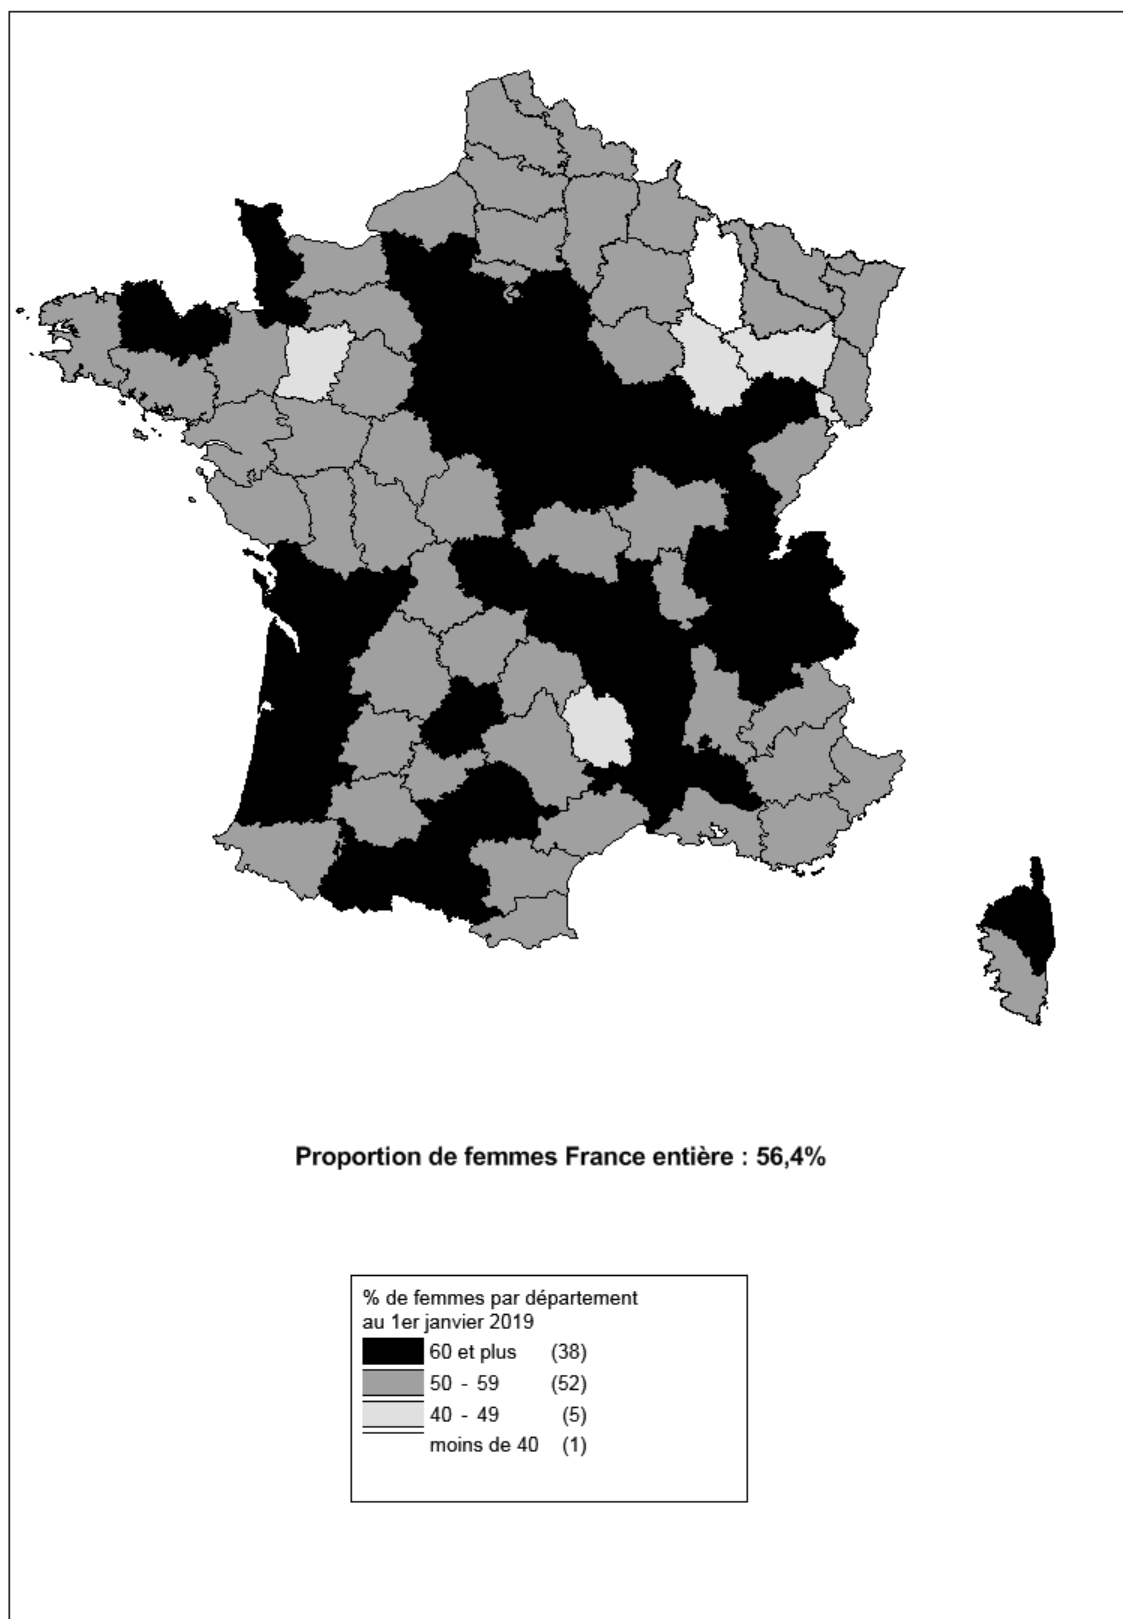 Proportion de femmes France entière : 56,4%
% de femmes par département
au 1er janvier 2019
60 et plus (38)
50 - 59 (52)
40 - 49 (5)
moins de 40 (1)